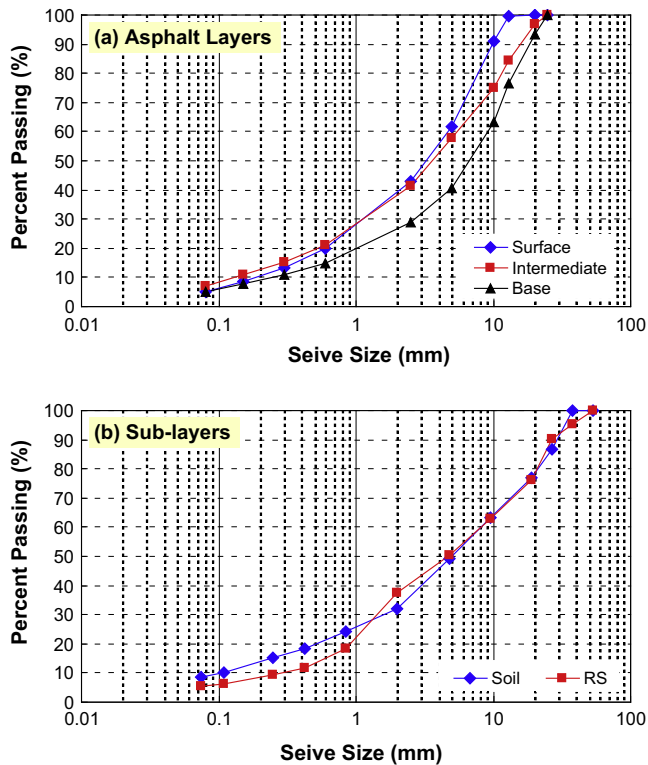 (a) Asphalt Layers
Percent Passing (%)
100
90
80
70
60
50
40
30
20
10
0
Surface
Intermediate
Base
0.01 0.1 1 10 100
Seive Size (mm)
(b) Sub-layers
Percent Passing (%)
100
90
80
70
60
50
40
30
20
10
0
Soil RS
0.01 0.1 1 10 100
Seive Size (mm)